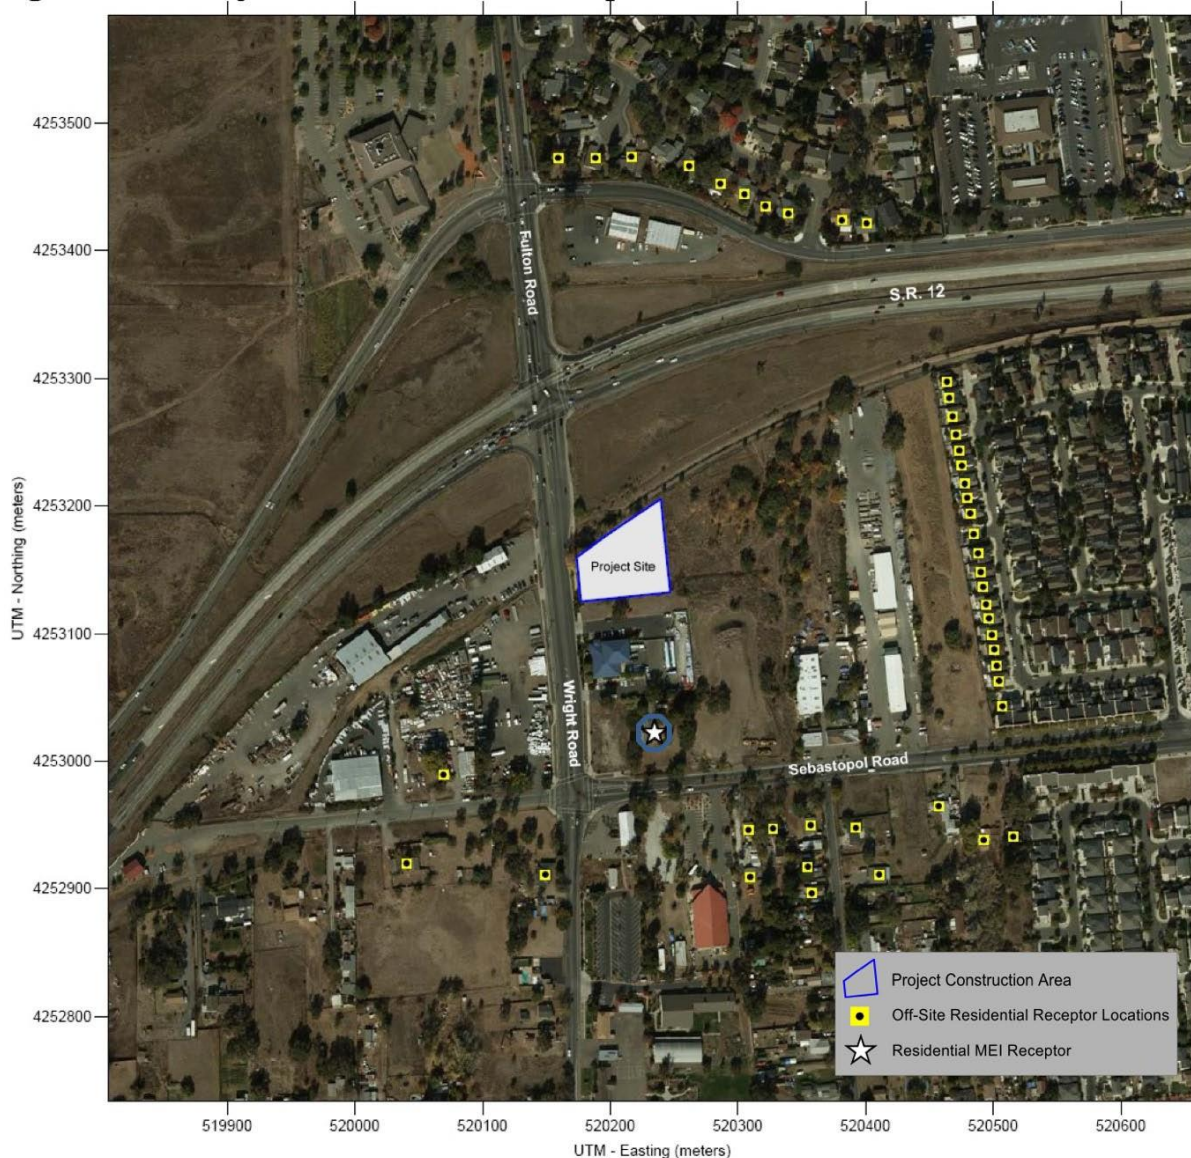 4253500
4253400
4253300
4253200
4253100
4253000
4252900
4252800
UTM - Northing (meters)
Fulton Road
S.R. 12
Project Site
Wright Road
Sebastopol Road
Project Construction Area
Off-Site Residential Receptor Locations
Residential MEI Receptor
519900 520000 520100 520200 520300 520400 520500 520600
UTM - Easting (meters)